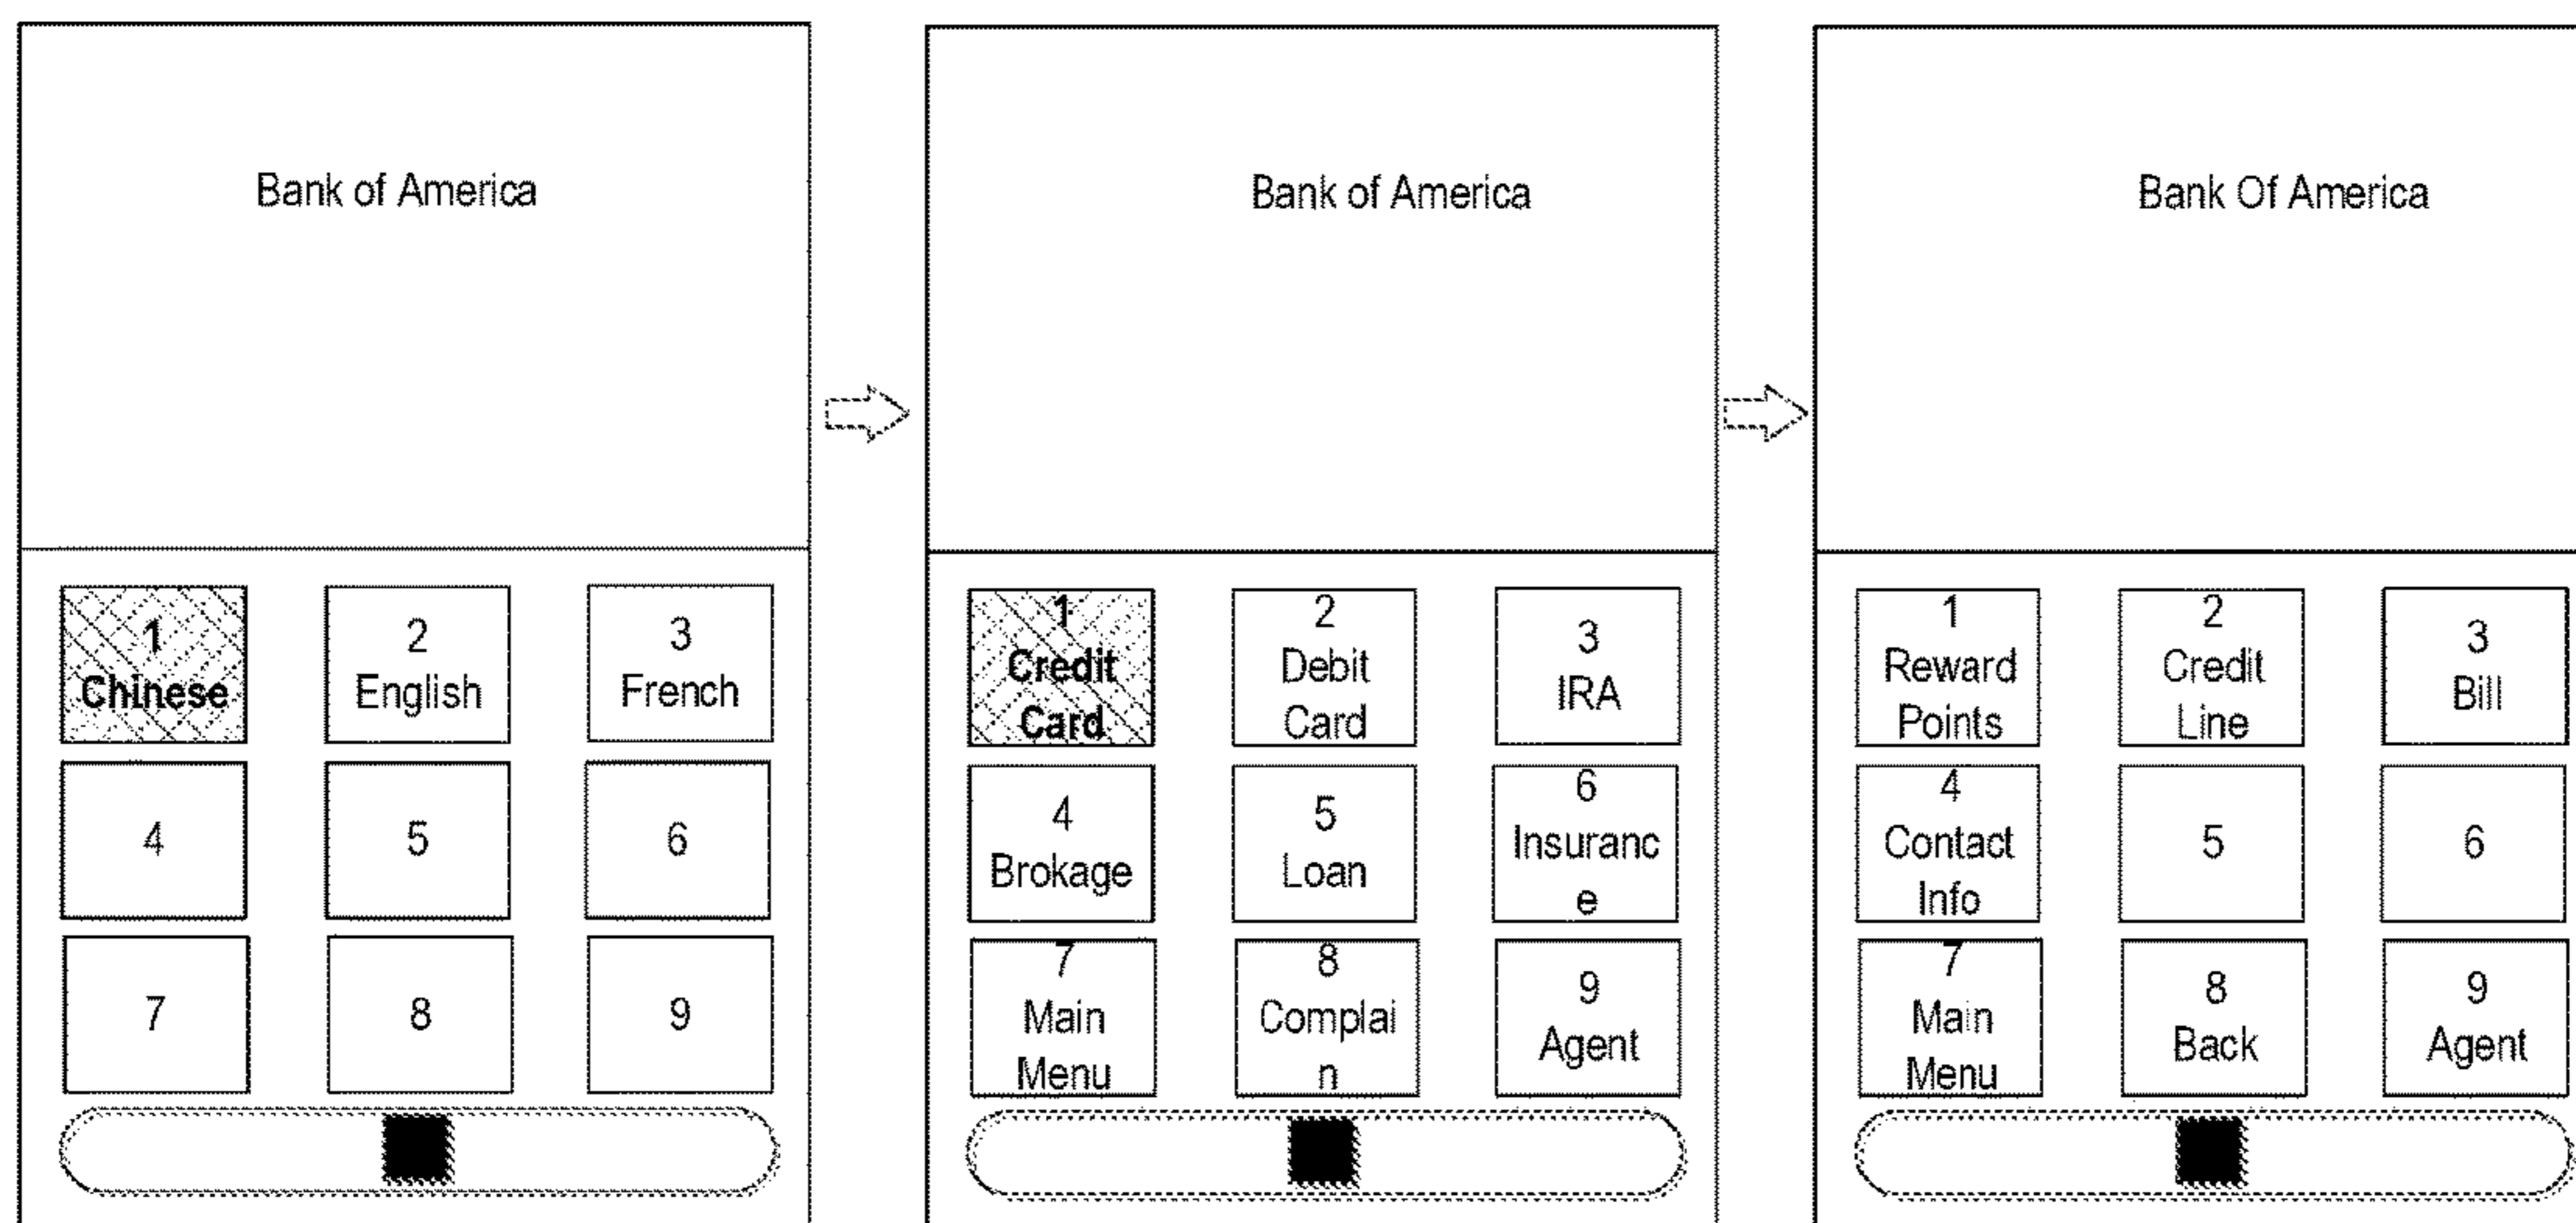 Bank of America
1
Chinese
2
English
3
French
4
5
6
7
8
9
Bank of America
1
Credit
Card
2
Debit
Card
3
IRA
4
Brokage
5
Loan
6
Insuranc
e
7
Main
Menu
8
Complai
n
9
Agent
Bank Of America
1
Reward
Points
2
Credit
Line
3
Bill
4
Contact
Info
5
6
7
Main
Menu
8
Back
9
Agent